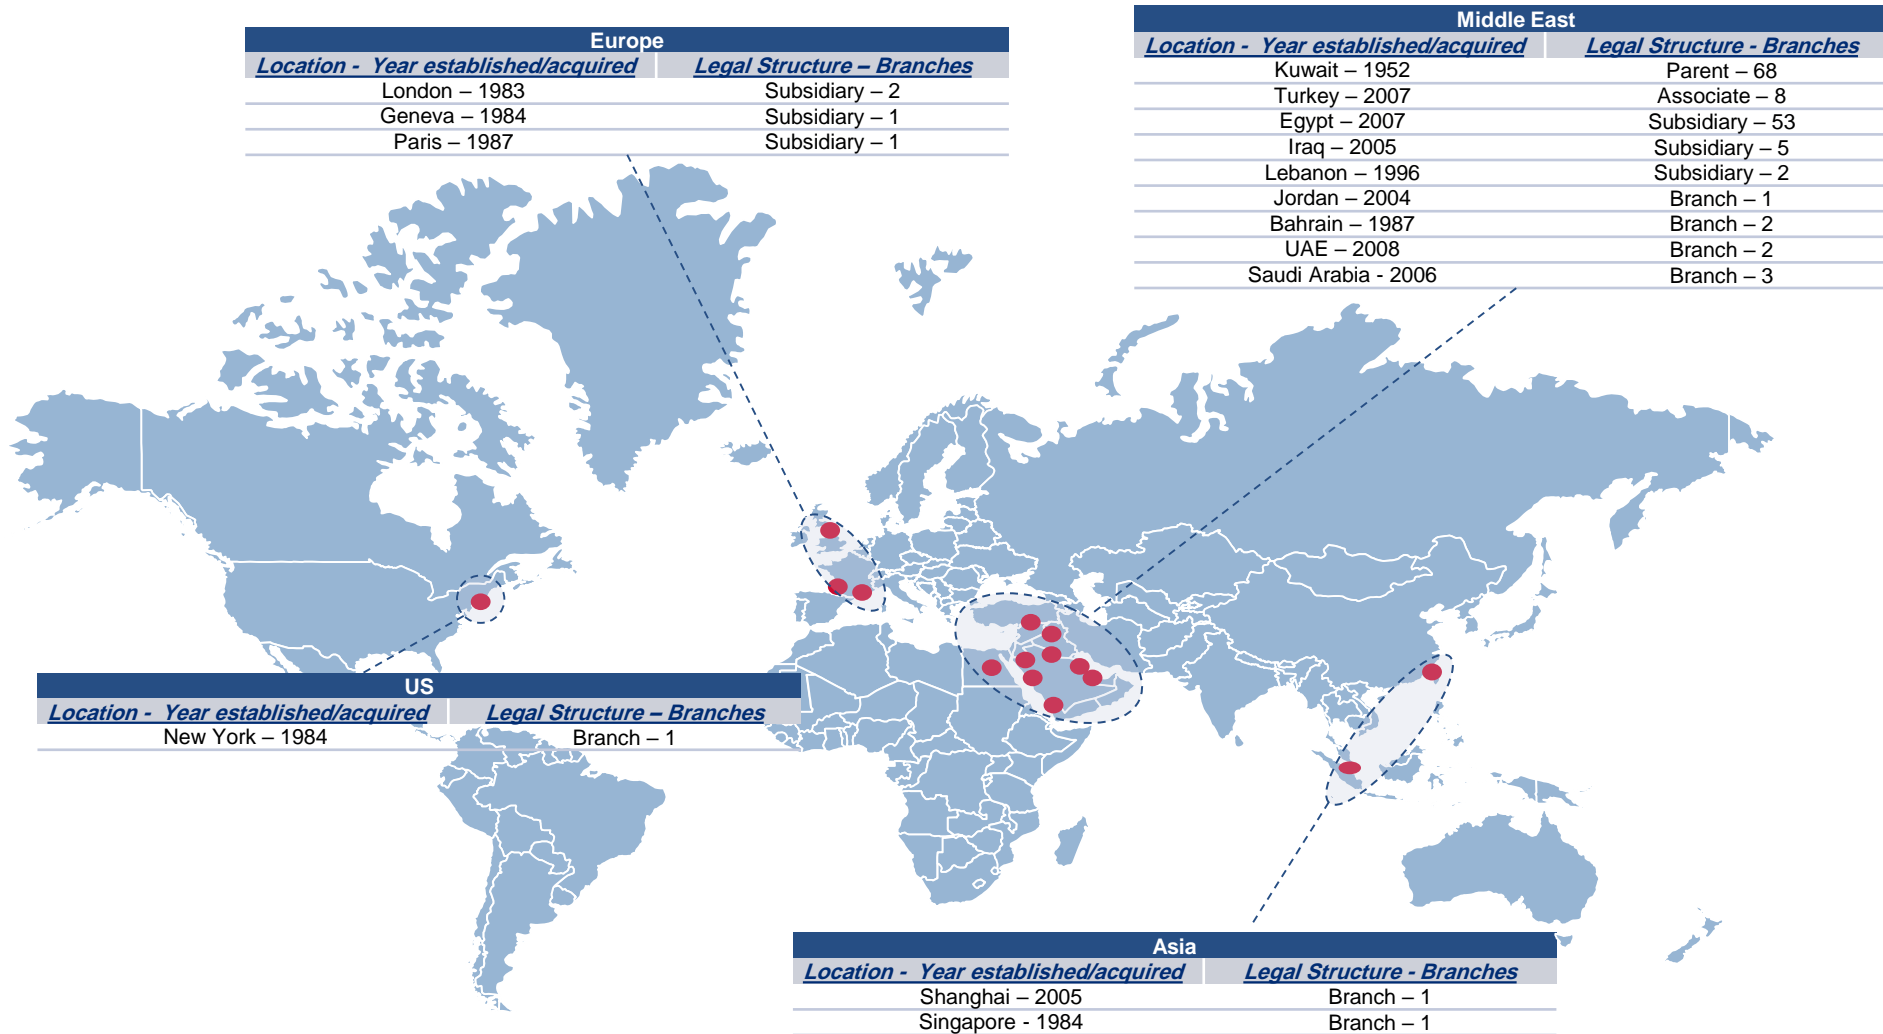 Europe
Location - Year established/acquired Legal Structure – Branches
London – 1983 Subsidiary – 2
Geneva – 1984 Subsidiary – 1
Paris – 1987 Subsidiary – 1
Middle East
Location - Year established/acquired Legal Structure - Branches
Kuwait – 1952 Parent – 68
Turkey – 2007 Associate – 8
Egypt – 2007 Subsidiary – 53
Iraq – 2005 Subsidiary – 5
Lebanon – 1996 Subsidiary – 2
Jordan – 2004 Branch – 1
Bahrain – 1987 Branch – 2
UAE – 2008 Branch – 2
Saudi Arabia - 2006 Branch – 3
US
Location - Year established/acquired Legal Structure – Branches
New York – 1984 Branch – 1
Asia
Location - Year established/acquired Legal Structure - Branches
Shanghai – 2005 Branch – 1
Singapore - 1984 Branch – 1